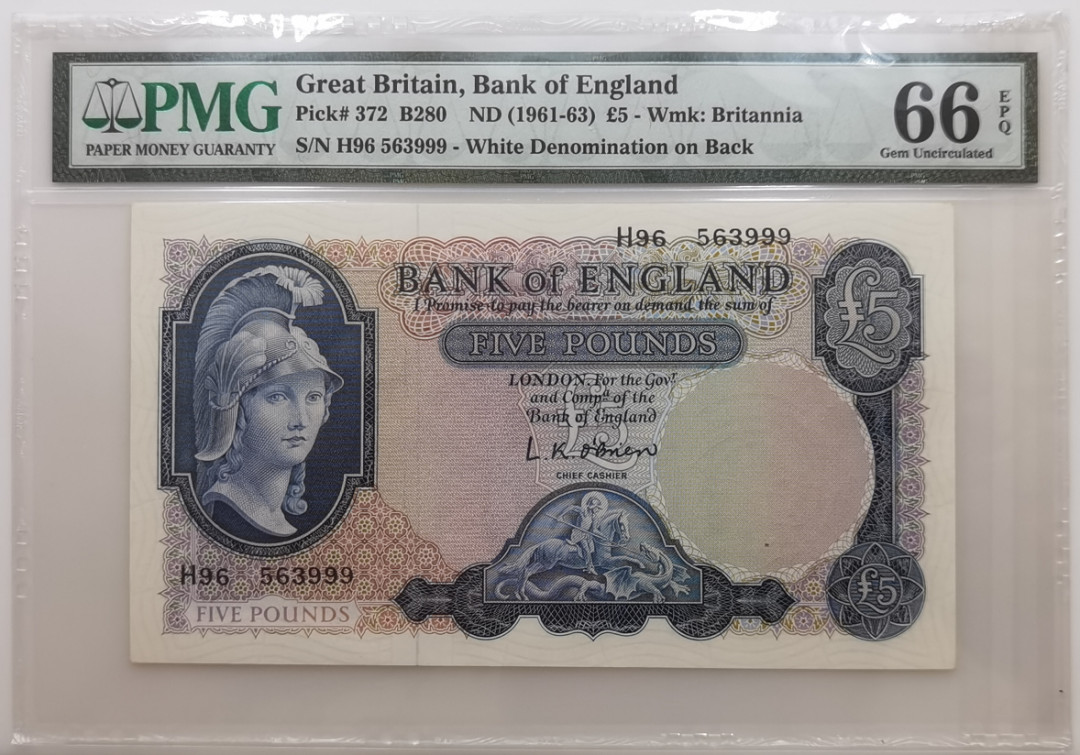 PMG
PAPER MONEY GUARANTY
Great Britain, Bank of England
Pick# 372 B280 ND (1961-63) £5 - Wmk: Britannia
S/N H96 563999 - White Denomination on Back
66
EPQ
Gem Uncirculated
H96 563999
BANK of ENGLAND
I Promise to pay the bearer on demand the sum of
£5
FIVE POUNDS
LONDON, For the Govr.
and Compa. of the
Bank of England
£5
L.K. O'Brien
CHIEF CASHIER
H96 563999
FIVE POUNDS
£5